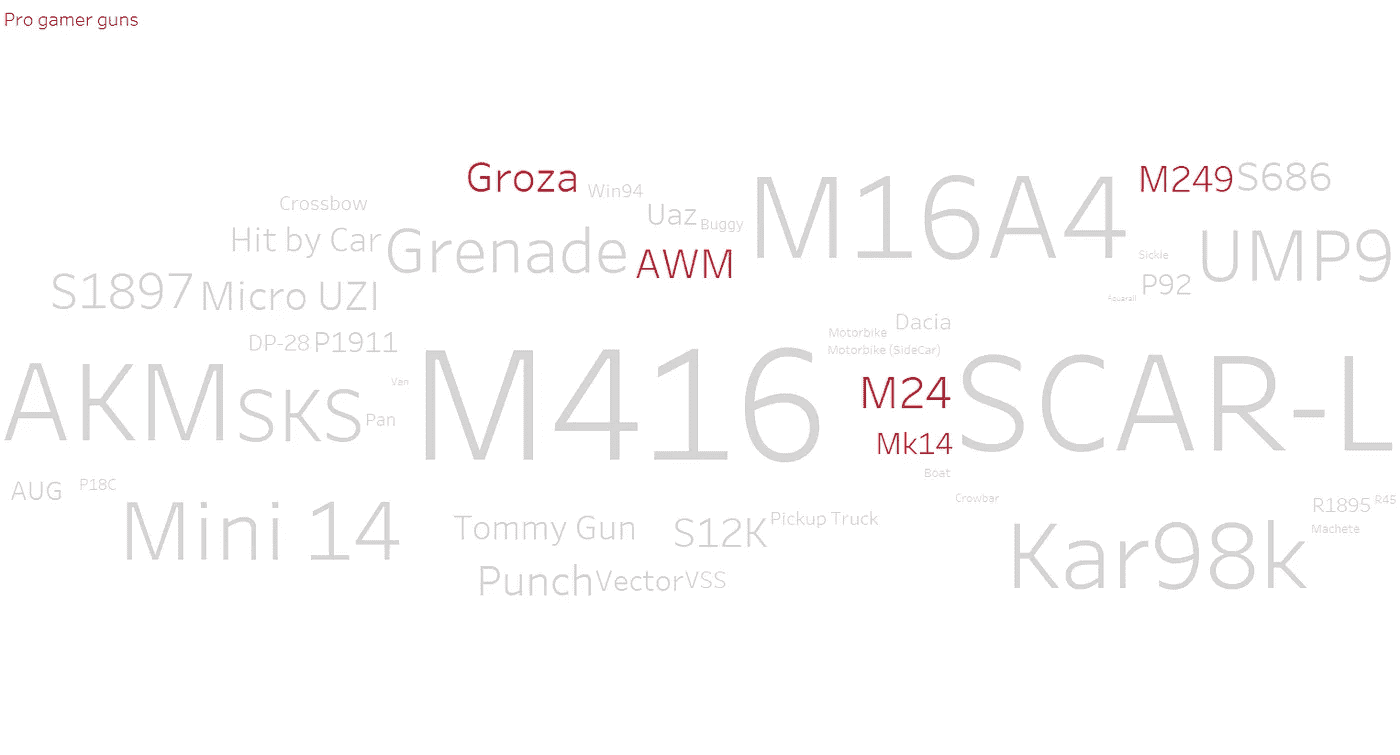 Pro gamer guns
Groza
Win94
M249
S686
Crossbow
Uaz
Buggy
M16A4
Hit by Car
Grenade
AWM
Sickle
UMP9
S1897
Micro UZI
P92
DP-28
P1911
Dacia
Motorbike
Motorbike (SideCar)
AKM
SKS
Van
Pan
M416
M24
SCAR-L
Mk14
AUG
P18C
Boat
Crowbar
R1895
R45
Mini 14
Tommy Gun
S12K
Pickup Truck
Machete
Kar98k
Punch
Vector
VSS